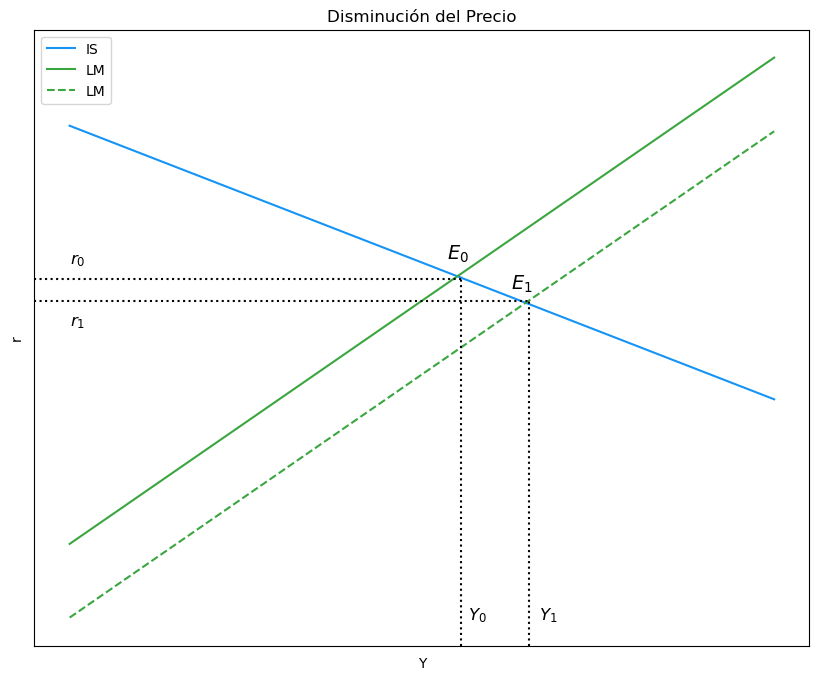 Disminución del Precio
IS
LM
LM
E₀
r₀
E₁
r₁
r
Y₀ Y₁
Y